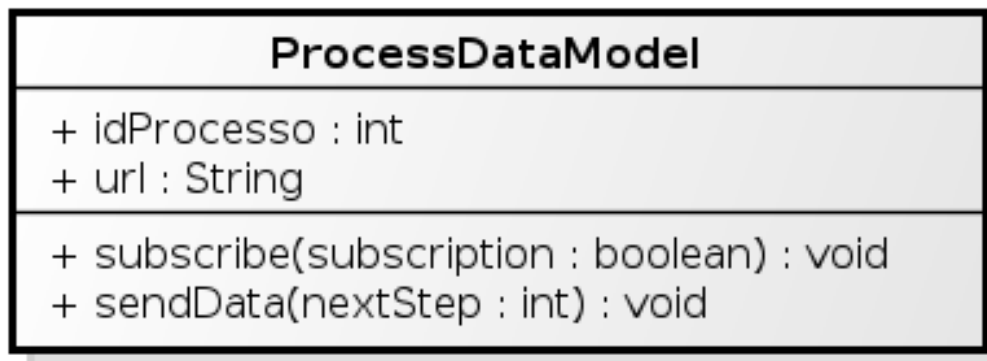 ProcessDataModel
+ idProcesso : int
+ url : String
+ subscribe(subscription : boolean) : void
+ sendData(nextStep : int) : void